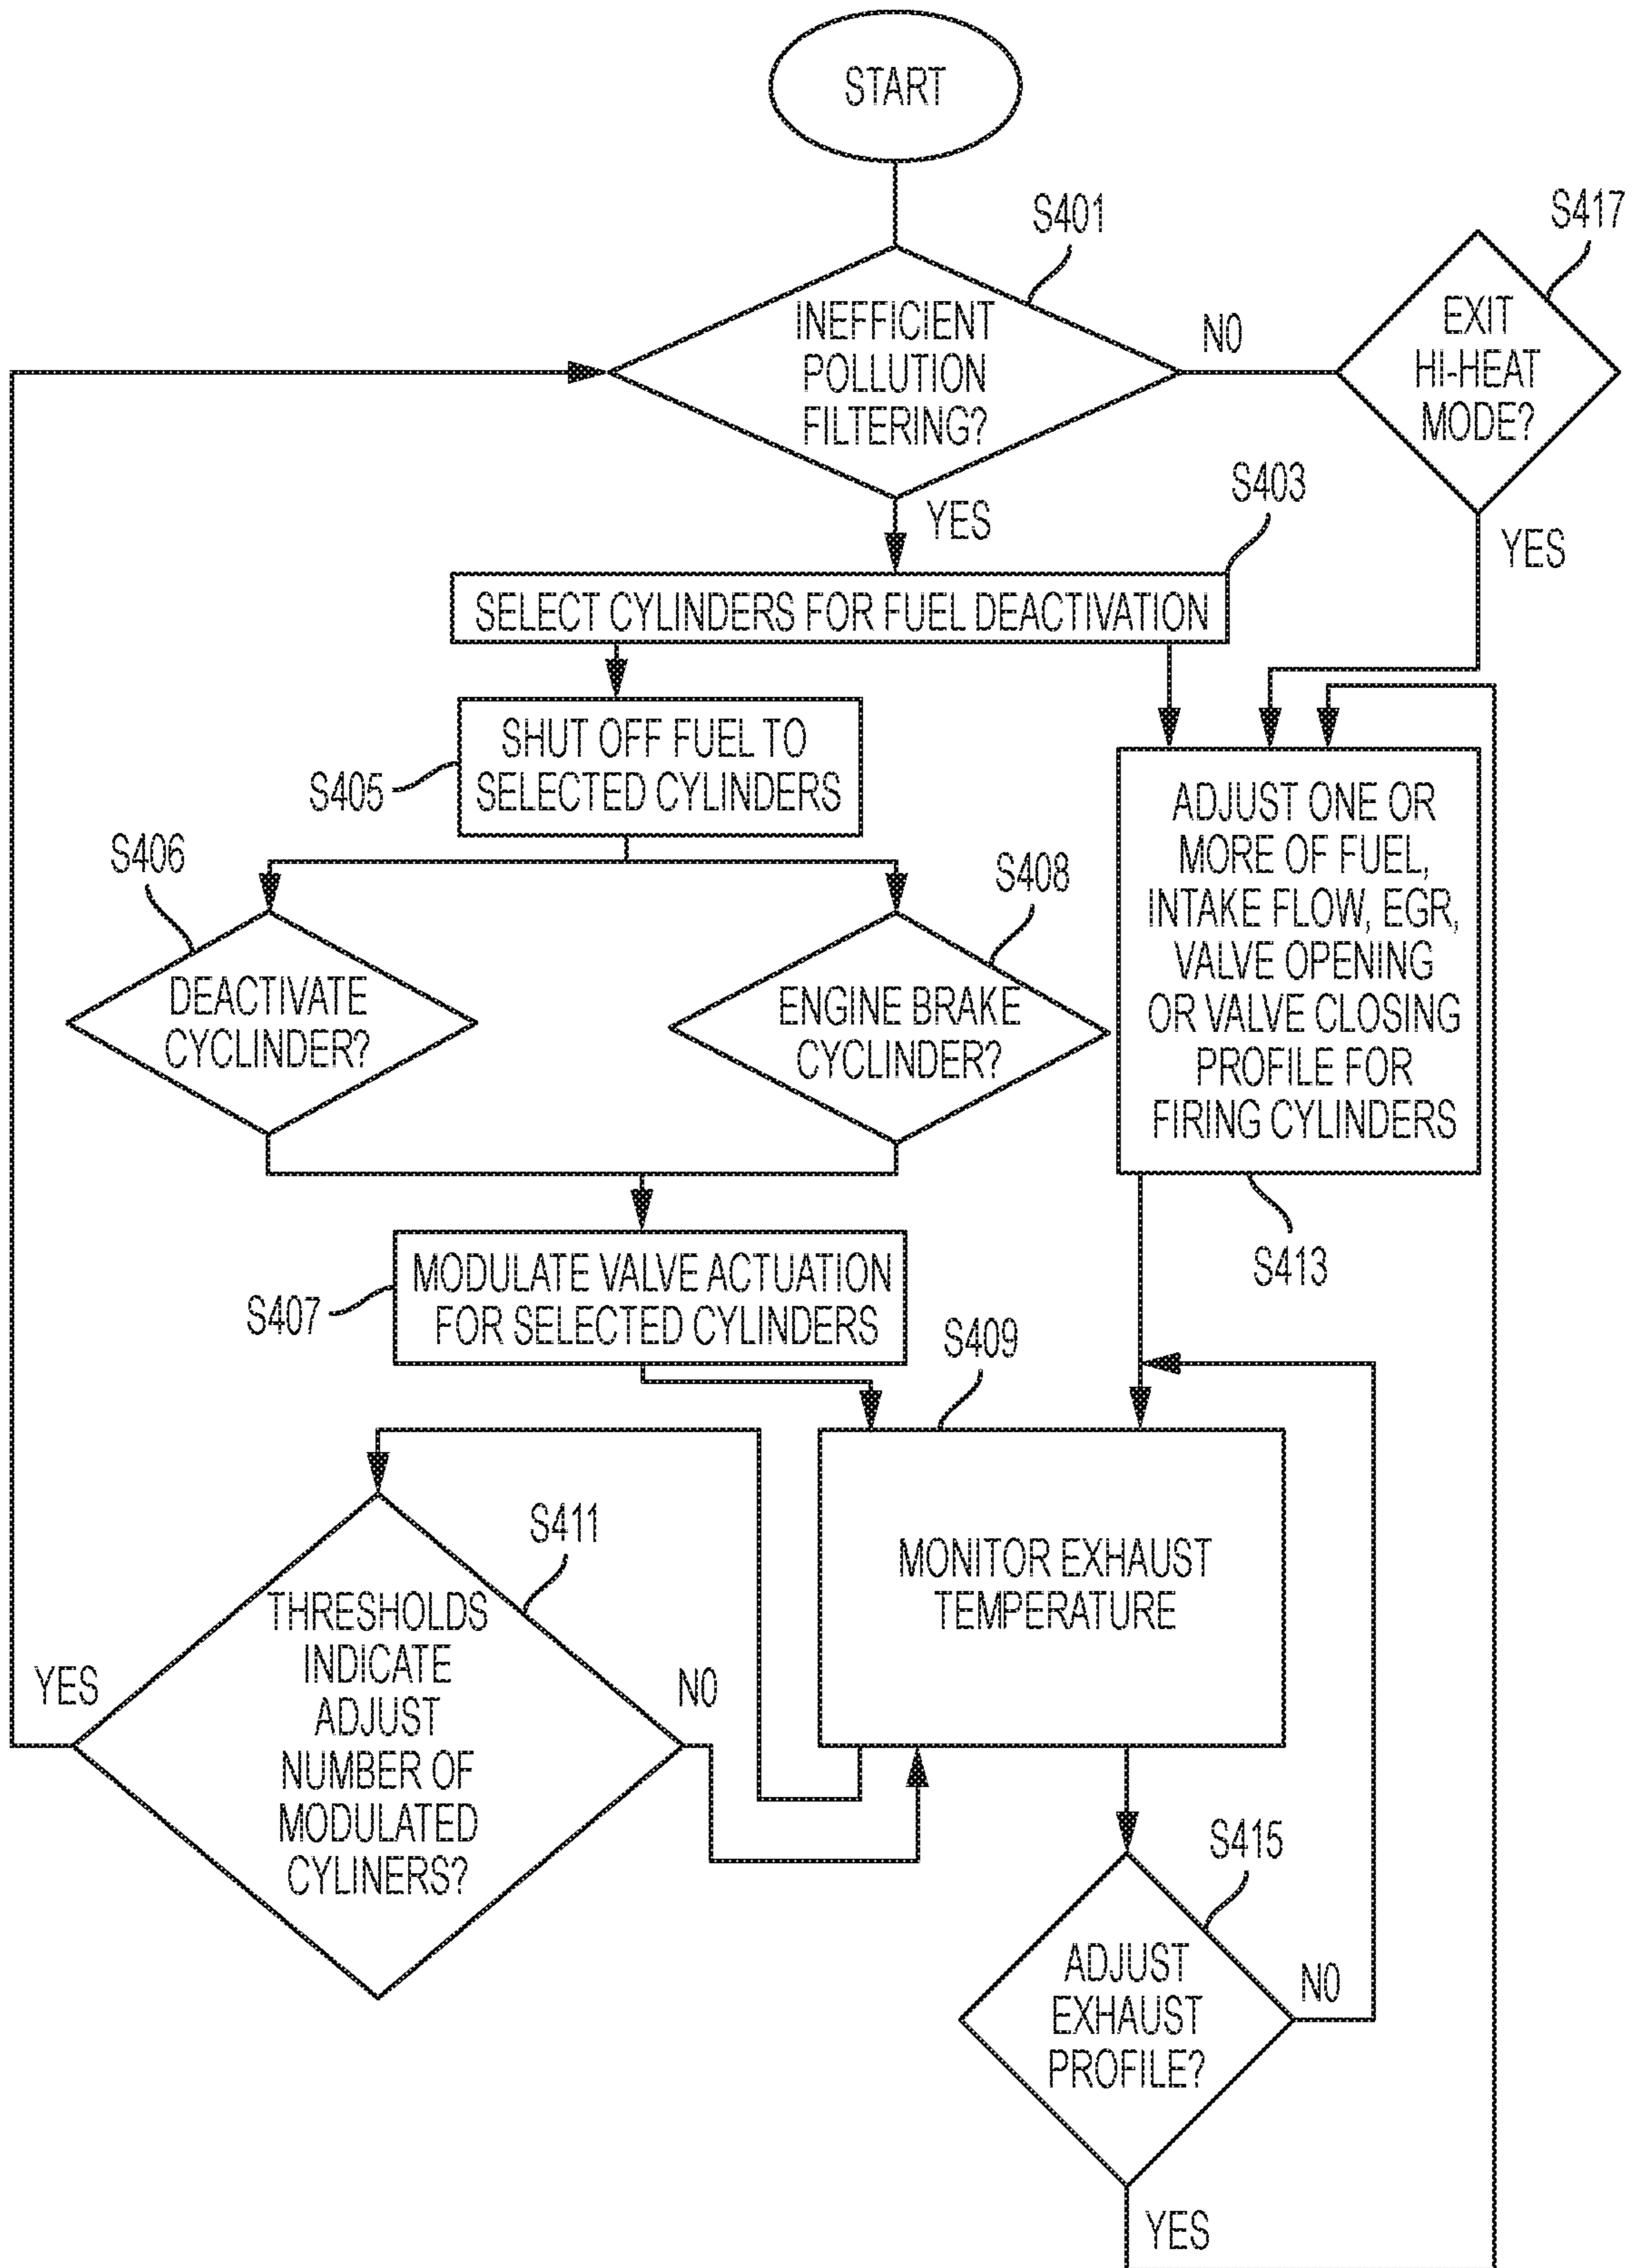 START
S401
S417
INEFFICIENT
POLLUTION
FILTERING?
NO
EXIT
HI-HEAT
MODE?
YES
S403
YES
SELECT CYLINDERS FOR FUEL DEACTIVATION
SHUT OFF FUEL TO
SELECTED CYLINDERS
S405
ADJUST ONE OR
MORE OF FUEL,
INTAKE FLOW, EGR,
VALVE OPENING
OR VALVE CLOSING
PROFILE FOR
FIRING CYLINDERS
S406
S408
DEACTIVATE
CYCLINDER?
ENGINE BRAKE
CYCLINDER?
S413
MODULATE VALVE ACTUATION
FOR SELECTED CYLINDERS
S407
S409
S411
MONITOR EXHAUST
TEMPERATURE
THRESHOLDS
INDICATE
ADJUST
NUMBER OF
MODULATED
CYLINERS?
YES
NO
S415
ADJUST
EXHAUST
PROFILE?
NO
YES